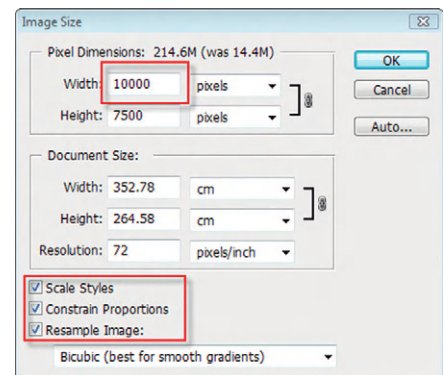 Image Size
Pixel Dimensions: 214.6M (was 14.4M)
OK
Width: 10000 pixels
Cancel
Height: 7500 pixels
Auto...
Document Size:
Width: 352.78 cm
Height: 264.58 cm
Resolution: 72 pixels/inch
Scale Styles
Constrain Proportions
Resample Image:
Bicubic (best for smooth gradients)